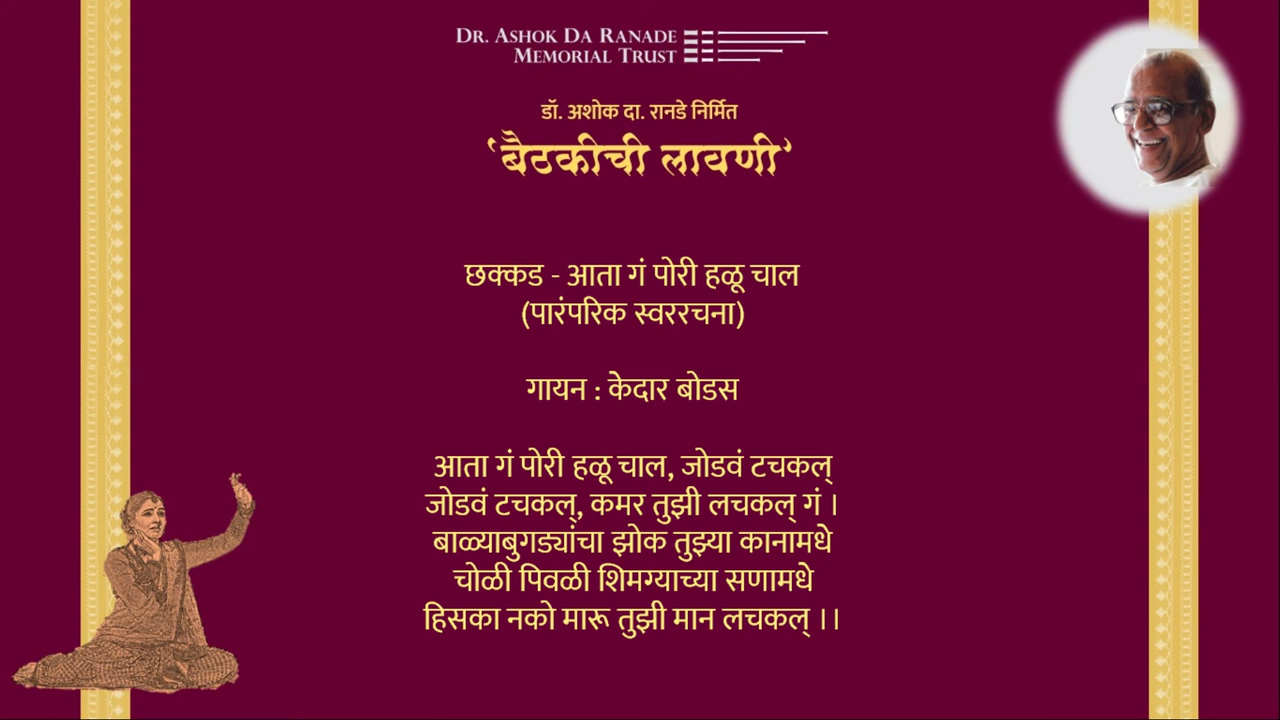 DR. ASHOK DA RANADE
MEMORIAL TRUST
डॉ. अशोक दा. रानडे निर्मित
‘बैठकीची लावणी’
छक्कड - आता गं पोरी हळू चाल
(पारंपरिक स्वररचना)
गायन : केदार बोडस
आता गं पोरी हळू चाल, जोडवं टचकल्
जोडवं टचकल्, कमर तुझी लचकल् गं ।
बाळ्याबुगड्यांचा झोक तुझ्या कानामधे
चोळी पिवळी शिमग्याच्या सणामधे
हिसका नको मारू तुझी मान लचकल् ।।